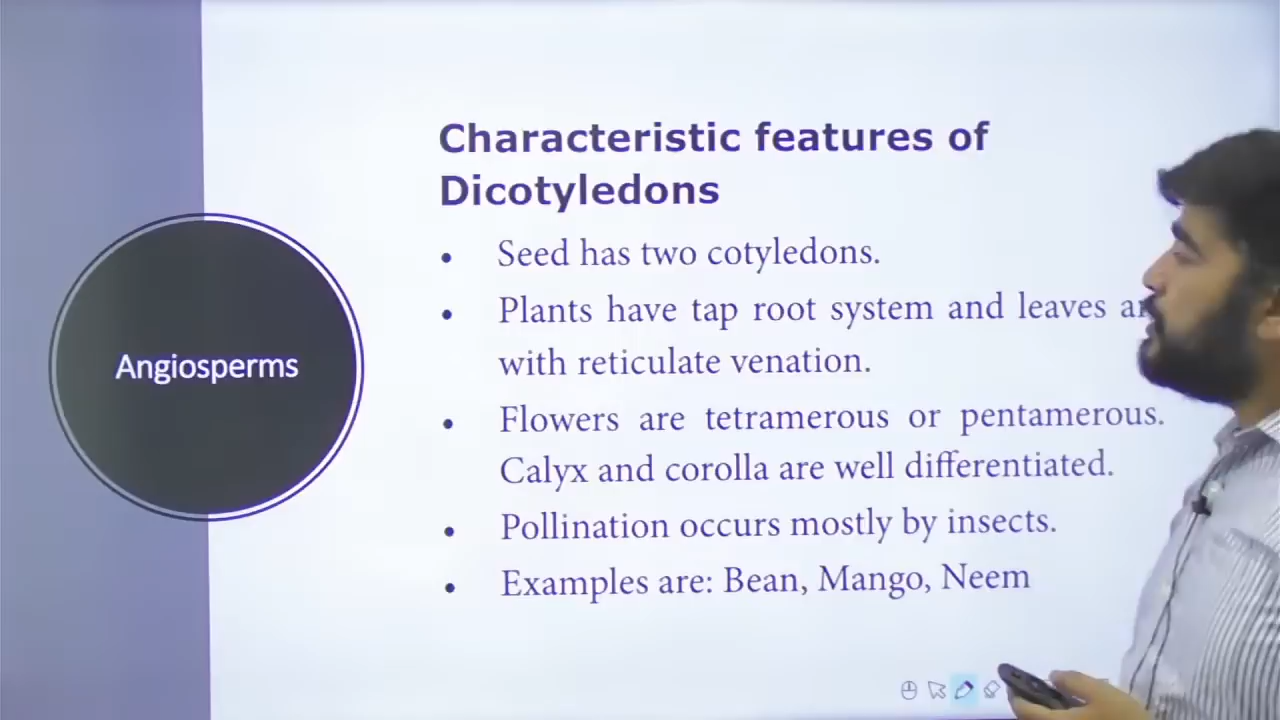 Characteristic features of
Dicotyledons
• Seed has two cotyledons.
• Plants have tap root system and leaves
with reticulate venation.
• Flowers are tetramerous or pentamerous.
Calyx and corolla are well differentiated.
• Pollination occurs mostly by insects.
• Examples are: Bean, Mango, Neem
Angiosperms